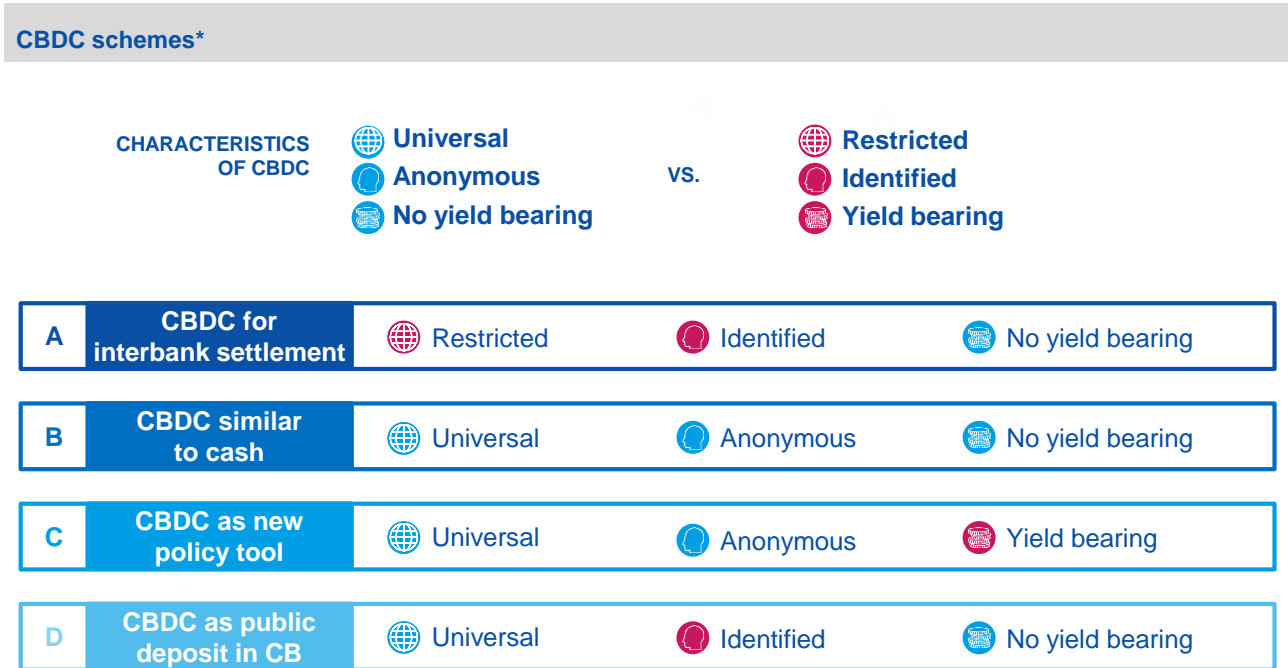 CBDC schemes*
CHARACTERISTICS
OF CBDC
Universal
Anonymous
No yield bearing
VS.
Restricted
Identified
Yield bearing
A
CBDC for
interbank settlement
Restricted
Identified
No yield bearing
B
CBDC similar
to cash
Universal
Anonymous
No yield bearing
C
CBDC as new
policy tool
Universal
Anonymous
Yield bearing
D
CBDC as public
deposit in CB
Universal
Identified
No yield bearing